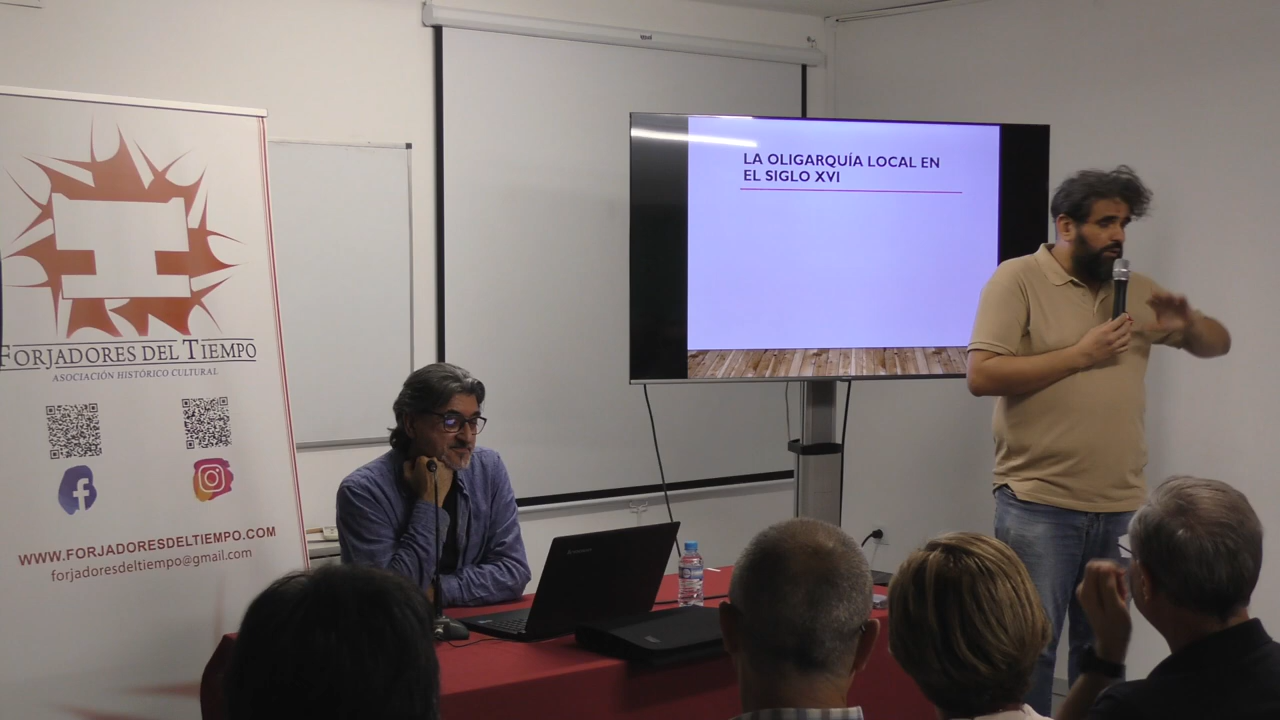 FORJADORES DEL TIEMPO
ASOCIACIÓN HISTÓRICO CULTURAL
WWW.FORJADORESDELTIEMPO.COM
forjadoresdeltiempo@gmail.com
LA OLIGARQUÍA LOCAL EN
EL SIGLO XVI